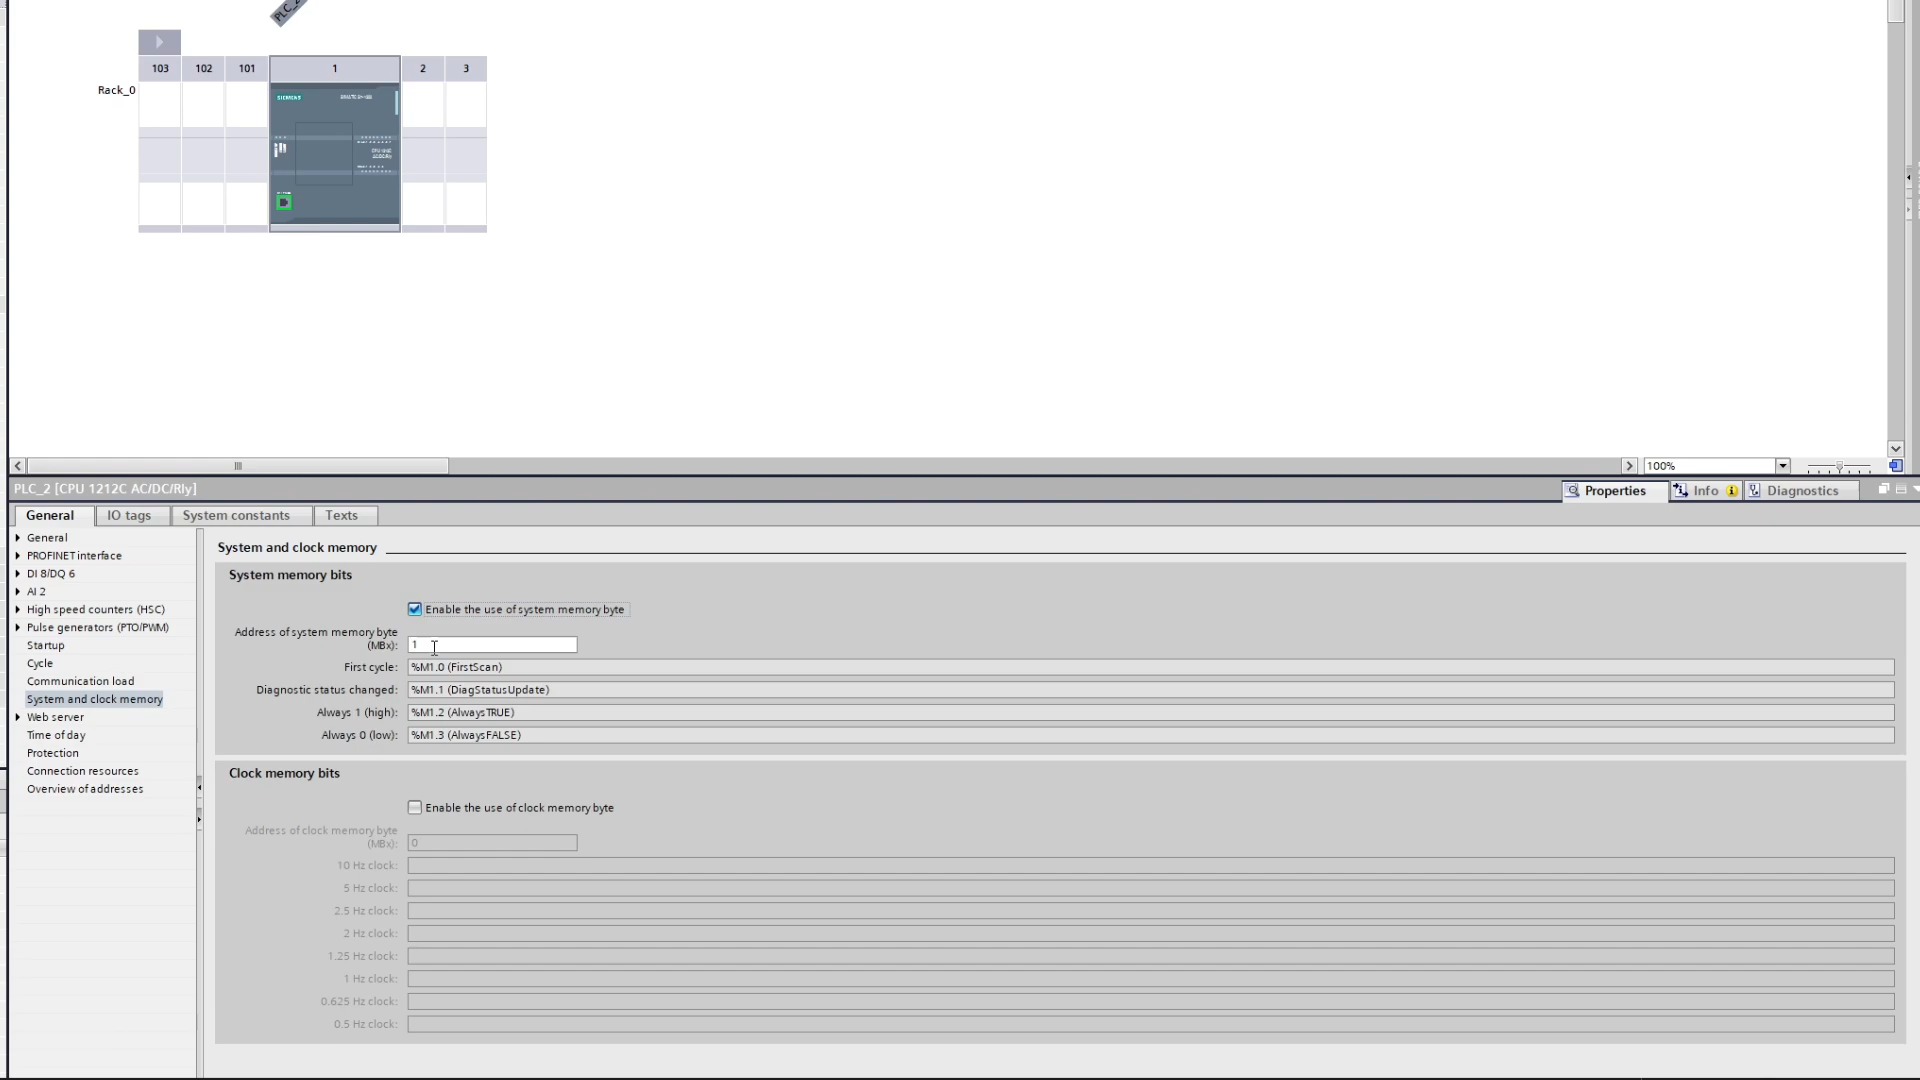 PLC_2
103 102 101 1 2 3
Rack_0
SIEMENS
100%
PLC_2 [CPU 1212C AC/DC/Rly]
Properties
Info
Diagnostics
General
IO tags
System constants
Texts
General
PROFINET interface
DI 8/DQ 6
AI 2
High speed counters (HSC)
Pulse generators (PTO/PWM)
Startup
Cycle
Communication load
System and clock memory
Web server
Time of day
Protection
Connection resources
Overview of addresses
System and clock memory
System memory bits
Enable the use of system memory byte
Address of system memory byte
(MBx): 1
First cycle: %M1.0 (FirstScan)
Diagnostic status changed: %M1.1 (DiagStatusUpdate)
Always 1 (high): %M1.2 (AlwaysTRUE)
Always 0 (low): %M1.3 (AlwaysFALSE)
Clock memory bits
Enable the use of clock memory byte
Address of clock memory byte
(MBx): 0
10 Hz clock:
5 Hz clock:
2.5 Hz clock:
2 Hz clock:
1.25 Hz clock:
1 Hz clock:
0.625 Hz clock:
0.5 Hz clock: